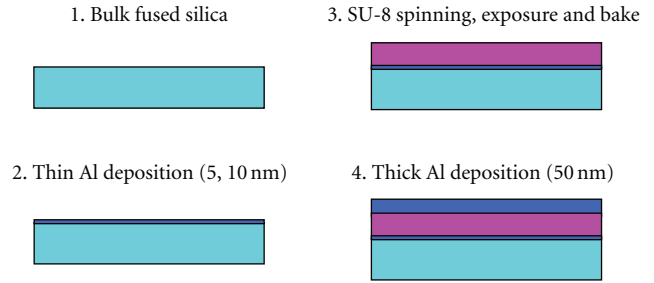 1. Bulk fused silica
2. Thin Al deposition (5, 10 nm)
3. SU-8 spinning, exposure and bake
4. Thick Al deposition (50 nm)